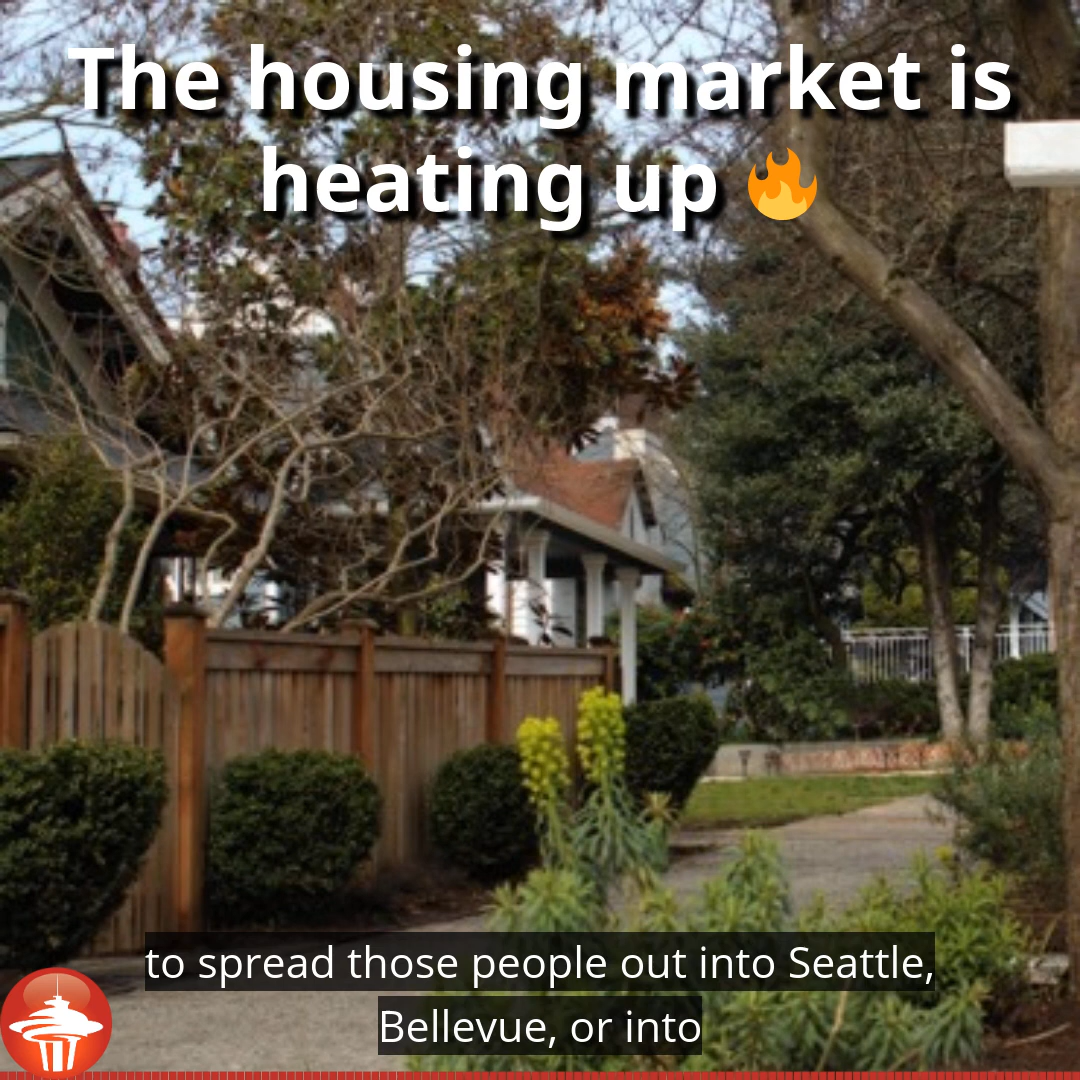 The housing market is
heating up 🔥
to spread those people out into Seattle,
Bellevue, or into